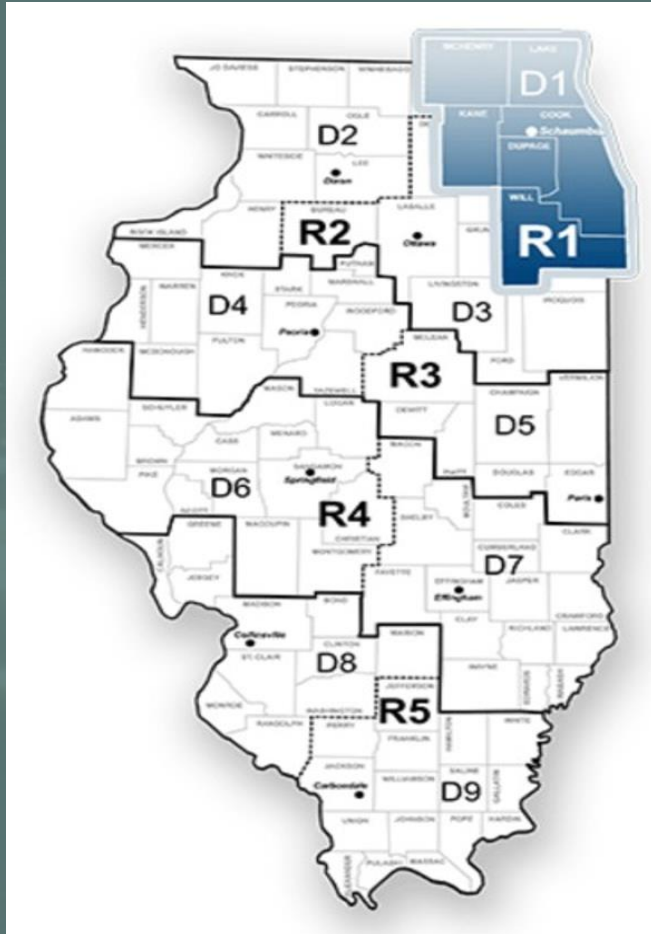 MCHENRY LAKE
JO DAVIESS STEPHENSON WINNEBAGO
D1
CARROLL OGLE
KANE COOK
D2
Schaumbu
DUPAGE
WHITESIDE LEE
Dixon
WILL
HENRY BUREAU LASALLE
R2
R1
ROCK ISLAND
Ottawa
MERCER
PUTNAM
KNOX STARK MARSHALL
LIVINGSTON
HENDERSON WARREN
D4
PEORIA
IROQUOIS
D3
WOODFORD
Peoria
FULTON
MCLEAN
HANCOCK MCDONOUGH
FORD
R3
MASON TAZEWELL
VERMILION
CHAMPAIGN
SCHUYLER LOGAN
DEWITT
ADAMS
D5
CASS MENARD
MACON
BROWN
PIATT DOUGLAS EDGAR
PIKE MORGAN SANGAMON
Springfield
D6
Paris
SCOTT
R4
MOULTRIE
COLES
SHELBY
GREENE MACOUPIN CHRISTIAN
CLARK
CALHOUN
MONTGOMERY
CUMBERLAND
D7
JERSEY
FAYETTE EFFINGHAM JASPER
Effingham
BOND
CRAWFORD
MADISON
CLAY RICHLAND LAWRENCE
Collinsville
MARION
CLINTON
ST. CLAIR
D8
WAYNE EDWARDS WABASH
JEFFERSON
MONROE WASHINGTON
R5
RANDOLPH PERRY
HAMILTON WHITE
FRANKLIN
JACKSON
WILLIAMSON SALINE GALLATIN
Carbondale
D9
UNION JOHNSON POPE HARDIN
ALEXANDER PULASKI MASSAC